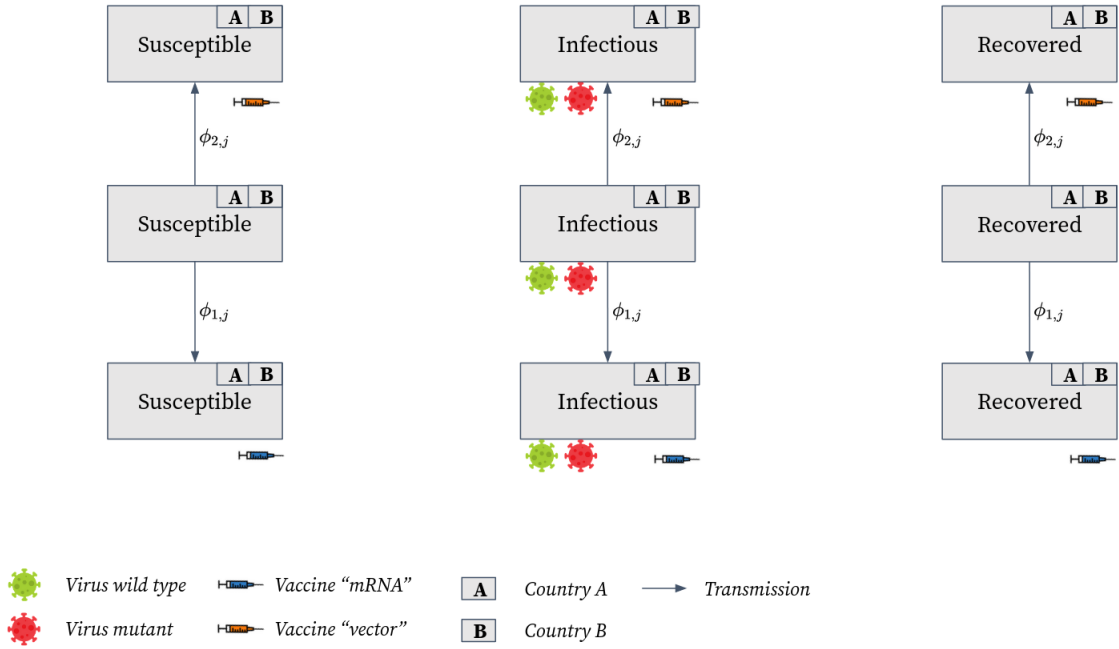 A B A B A B
Susceptible Infectious Recovered
ϕ2,j ϕ2,j ϕ2,j
A B A B A B
Susceptible Infectious Recovered
ϕ1,j ϕ1,j ϕ1,j
A B A B A B
Susceptible Infectious Recovered
Virus wild type Vaccine “mRNA” A Country A Transmission
Virus mutant Vaccine “vector” B Country B